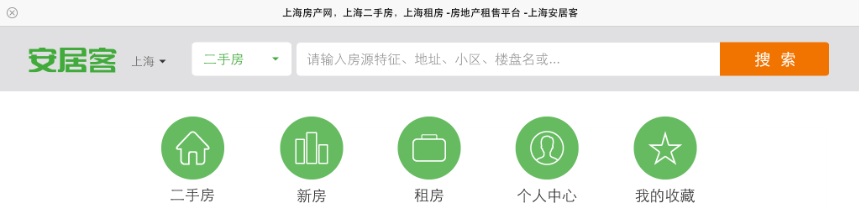 上海房产网，上海二手房，上海租房 -房地产租售平台 -上海安居客
安居客 上海 二手房 请输入房源特征、地址、小区、楼盘名或... 搜 索
二手房 新房 租房 个人中心 我的收藏